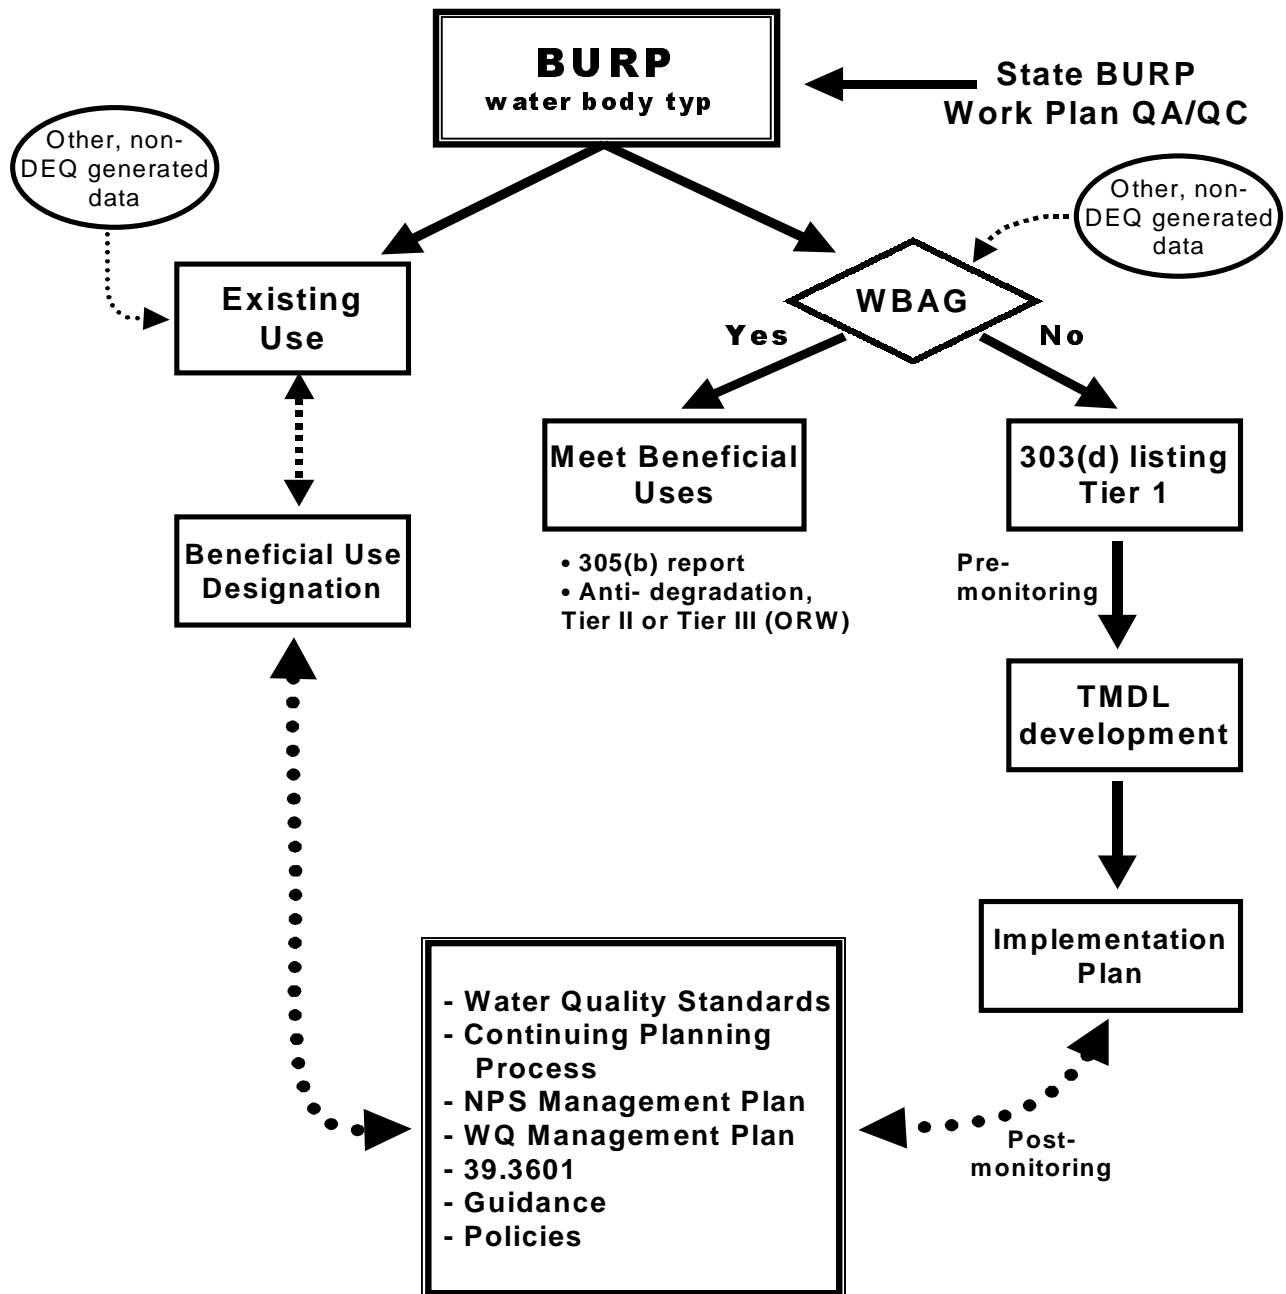 BURP
water body typ
State BURP
Work Plan QA/QC
Other, non-
DEQ generated
data
Other, non-
DEQ generated
data
Existing
Use
WBAG
Yes
No
Meet Beneficial
Uses
303(d) listing
Tier 1
Beneficial Use
Designation
• 305(b) report
• Anti- degradation,
Tier II or Tier III (ORW)
Pre-
monitoring
TMDL
development
Implementation
Plan
- Water Quality Standards
- Continuing Planning
Process
- NPS Management Plan
- WQ Management Plan
- 39.3601
- Guidance
- Policies
Post-
monitoring